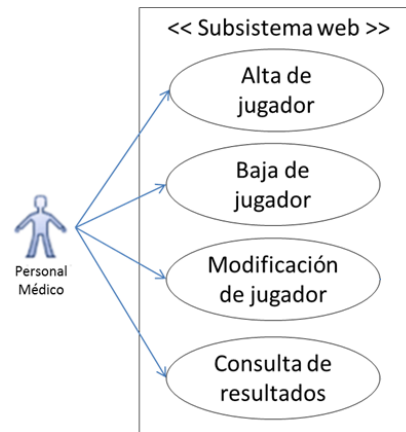 << Subsistema web >>
Alta de
jugador
Baja de
jugador
Personal
Médico
Modificación
de jugador
Consulta de
resultados